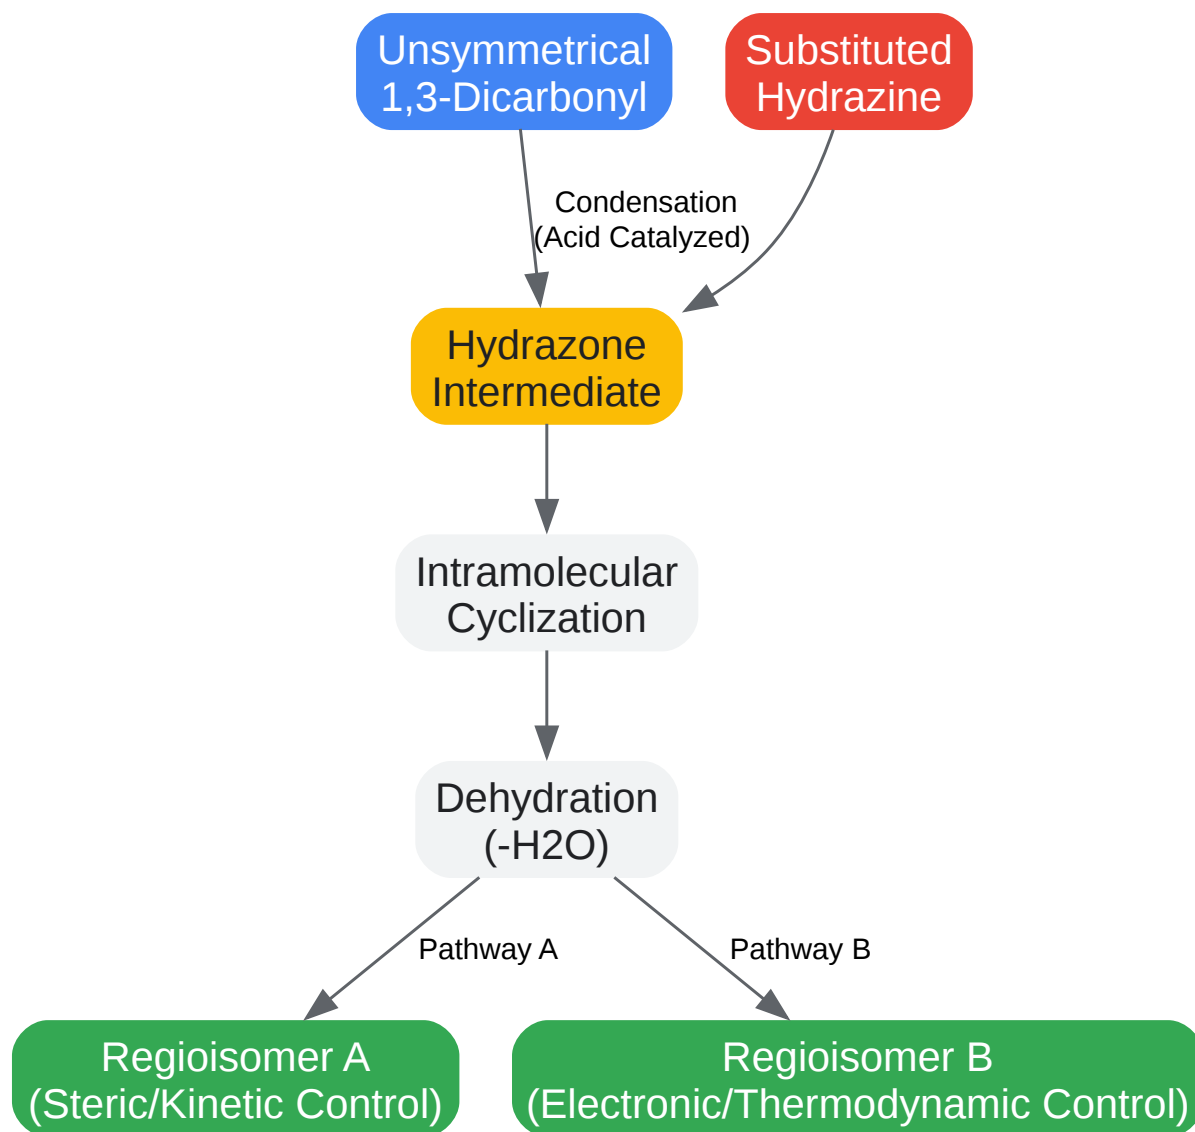 Unsymmetrical
1,3-Dicarbonyl
Substituted
Hydrazine
Condensation
(Acid Catalyzed)
Hydrazone
Intermediate
Intramolecular
Cyclization
Dehydration
(-H2O)
Pathway A
Pathway B
Regioisomer A
(Steric/Kinetic Control)
Regioisomer B
(Electronic/Thermodynamic Control)